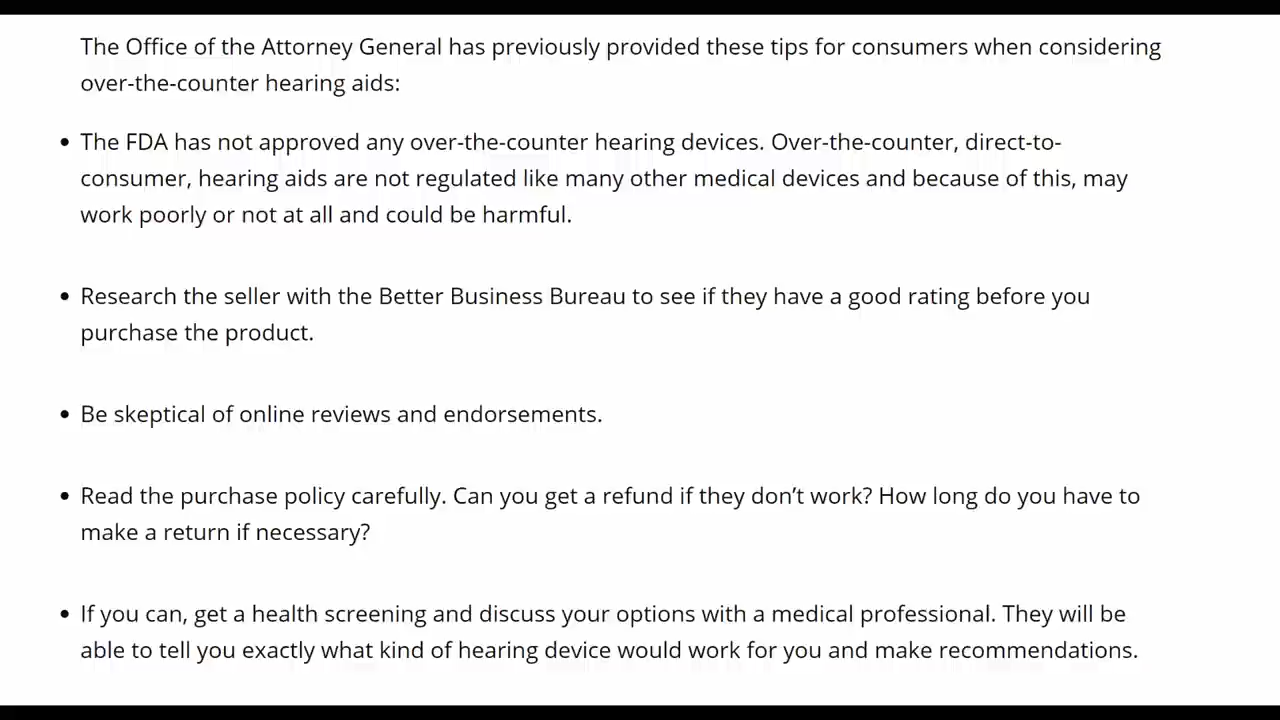 The Office of the Attorney General has previously provided these tips for consumers when considering
over-the-counter hearing aids:
• The FDA has not approved any over-the-counter hearing devices. Over-the-counter, direct-to-
consumer, hearing aids are not regulated like many other medical devices and because of this, may
work poorly or not at all and could be harmful.
• Research the seller with the Better Business Bureau to see if they have a good rating before you
purchase the product.
• Be skeptical of online reviews and endorsements.
• Read the purchase policy carefully. Can you get a refund if they don’t work? How long do you have to
make a return if necessary?
• If you can, get a health screening and discuss your options with a medical professional. They will be
able to tell you exactly what kind of hearing device would work for you and make recommendations.